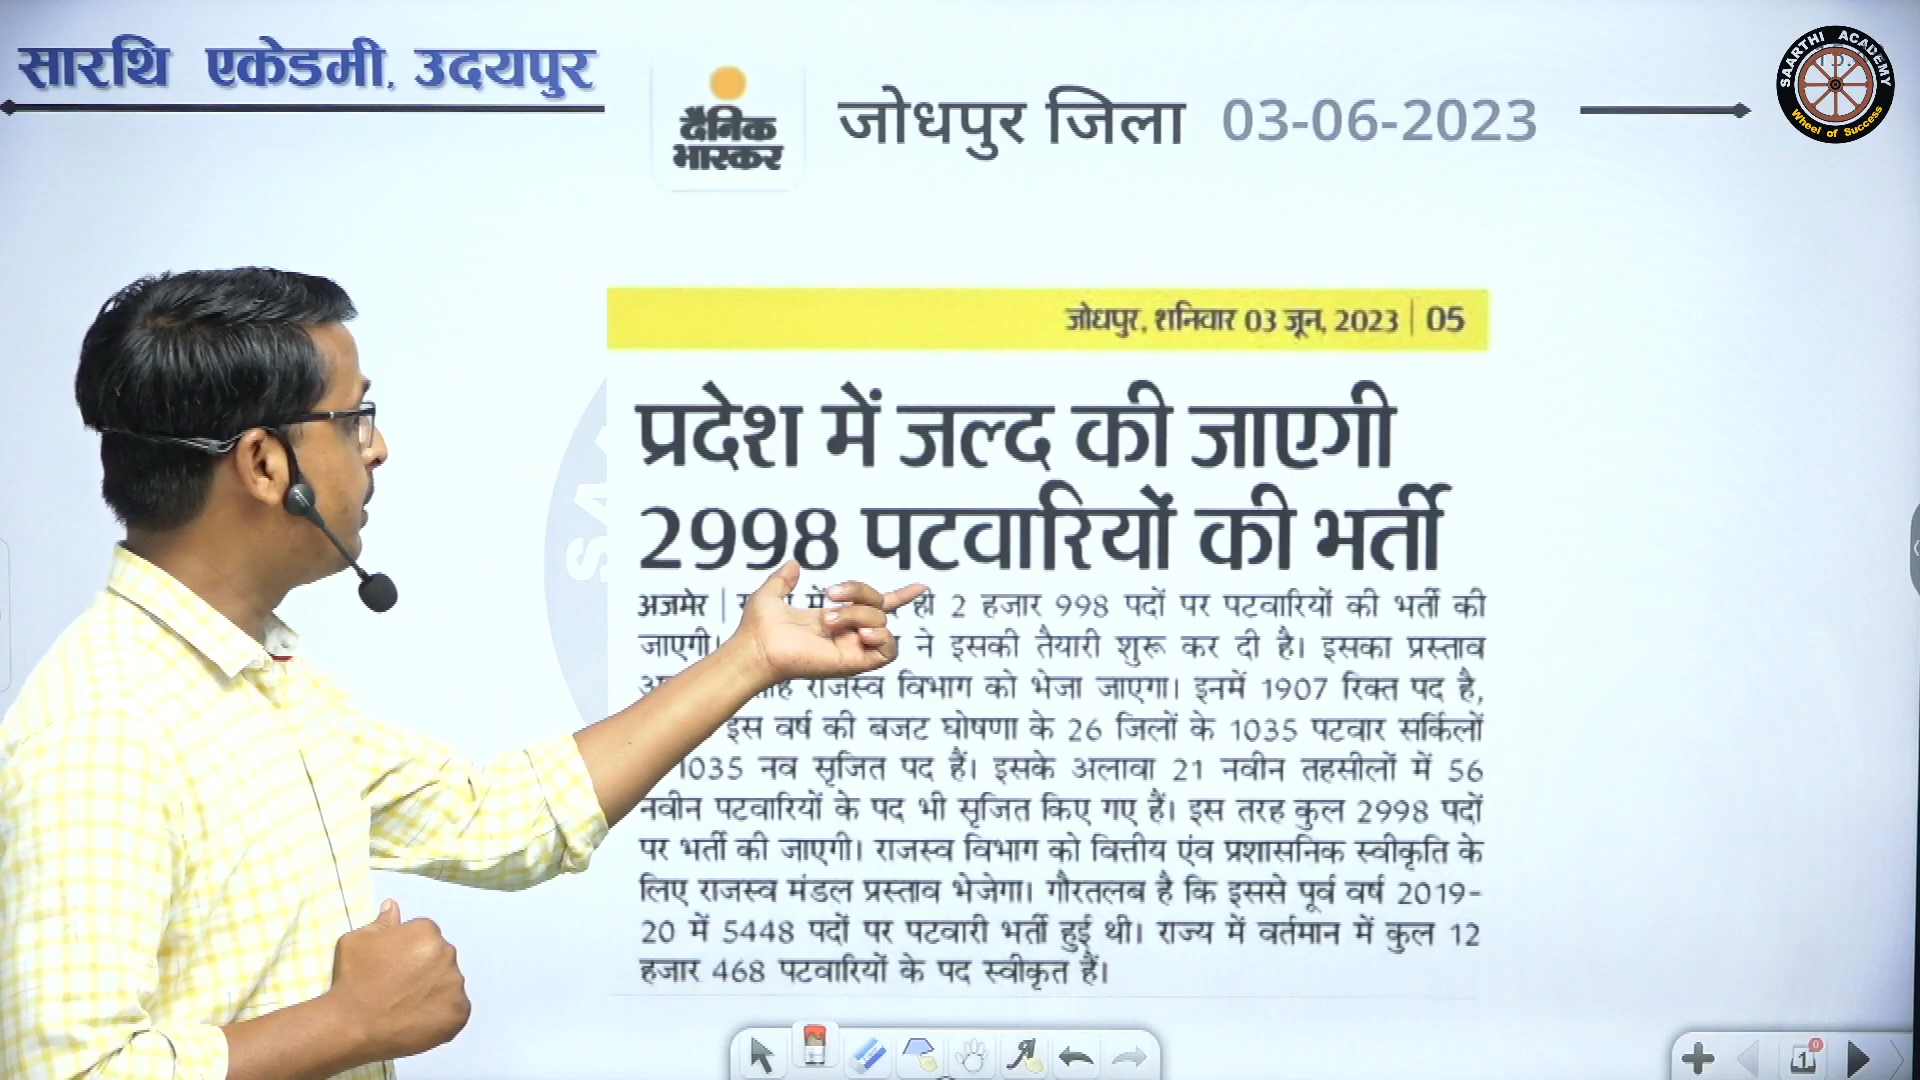 सारथि एकेडमी, उदयपुर
दैनिक
भास्कर
जोधपुर जिला 03-06-2023
SAARTHI ACADEMY
Wheel of Success
जोधपुर, शनिवार 03 जून, 2023 | 05
प्रदेश में जल्द की जाएगी
2998 पटवारियों की भर्ती
अजमेर | में ही 2 हजार 998 पदों पर पटवारियों की भर्ती की
जाएगी। ने इसकी तैयारी शुरू कर दी है। इसका प्रस्ताव
राजस्व विभाग को भेजा जाएगा। इनमें 1907 रिक्त पद है,
इस वर्ष की बजट घोषणा के 26 जिलों के 1035 पटवार सर्किलों
1035 नव सृजित पद हैं। इसके अलावा 21 नवीन तहसीलों में 56
नवीन पटवारियों के पद भी सृजित किए गए हैं। इस तरह कुल 2998 पदों
पर भर्ती की जाएगी। राजस्व विभाग को वित्तीय एंव प्रशासनिक स्वीकृति के
लिए राजस्व मंडल प्रस्ताव भेजेगा। गौरतलब है कि इससे पूर्व वर्ष 2019-
20 में 5448 पदों पर पटवारी भर्ती हुई थी। राज्य में वर्तमान में कुल 12
हजार 468 पटवारियों के पद स्वीकृत हैं।
1